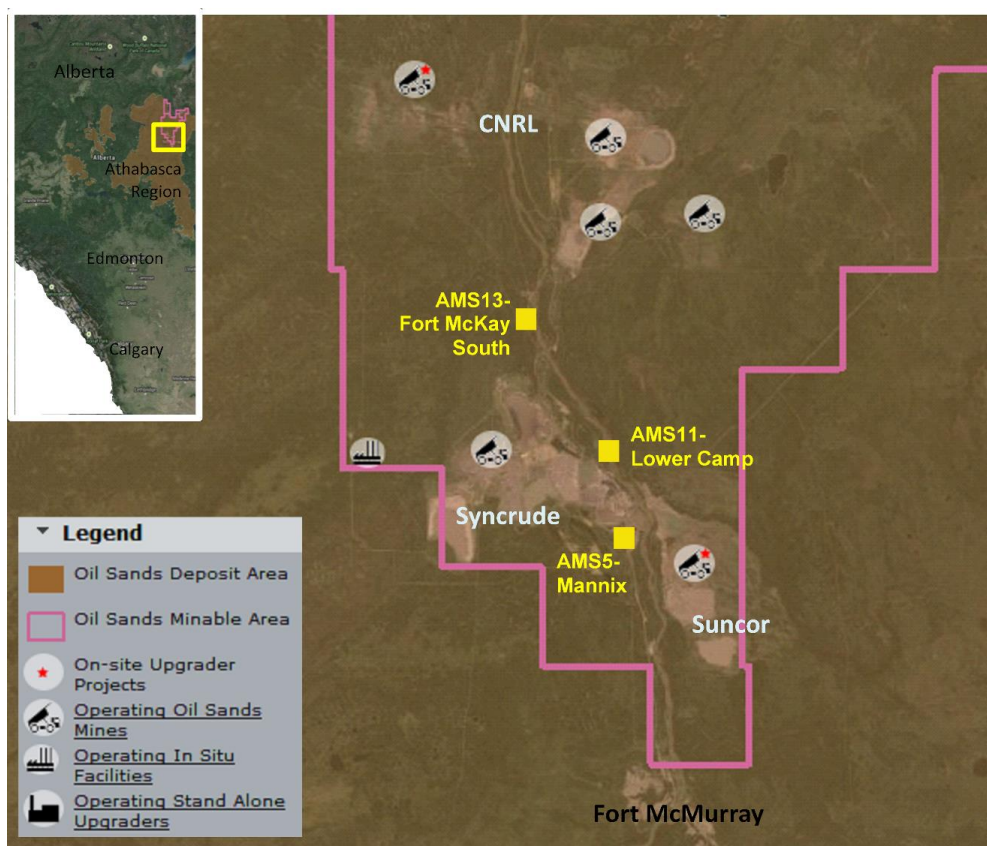 Alberta
Alberta
Athabasca
Region
Edmonton
Calgary
CNRL
AMS13-
Fort McKay
South
AMS11-
Lower Camp
Syncrude
AMS5-
Mannix
Suncor
Fort McMurray
Legend
Oil Sands Deposit Area
Oil Sands Minable Area
On-site Upgrader
Projects
Operating Oil Sands
Mines
Operating In Situ
Facilities
Operating Stand Alone
Upgraders